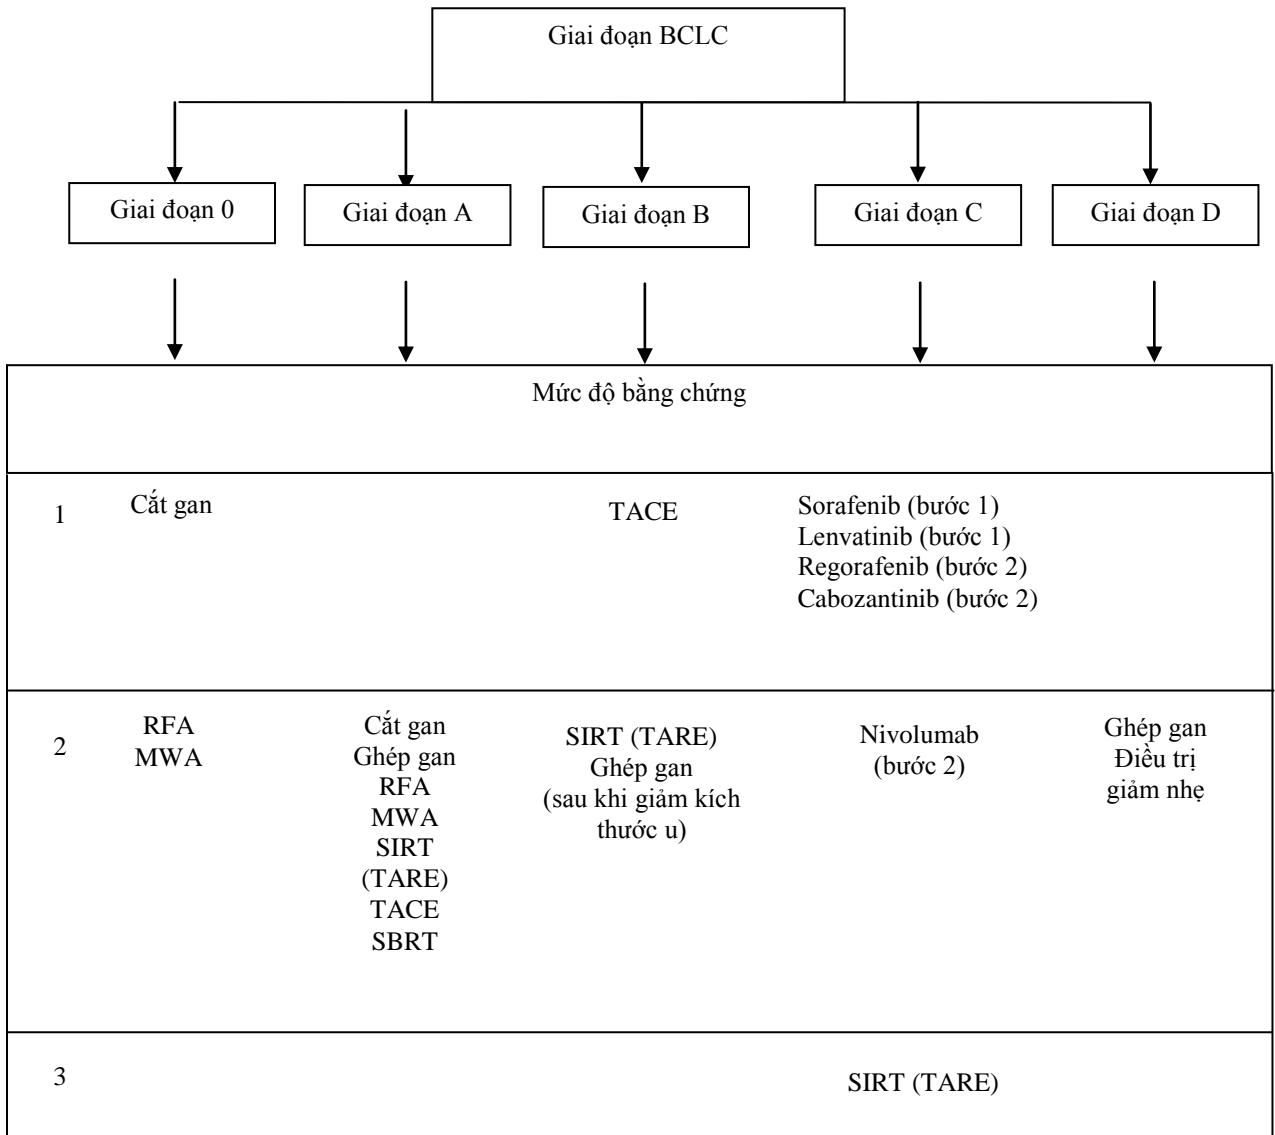 Giai đoạn BCLC
Giai đoạn 0
Giai đoạn A
Giai đoạn B
Giai đoạn C
Giai đoạn D
Mức độ bằng chứng
1
Cắt gan
TACE
Sorafenib (bước 1)
Lenvatinib (bước 1)
Regorafenib (bước 2)
Cabozantinib (bước 2)
2
RFA
MWA
Cắt gan
Ghép gan
RFA
MWA
SIRT
(TARE)
TACE
SBRT
SIRT (TARE)
Ghép gan
(sau khi giảm kích
thước u)
Nivolumab
(bước 2)
Ghép gan
Điều trị
giảm nhẹ
3
SIRT (TARE)